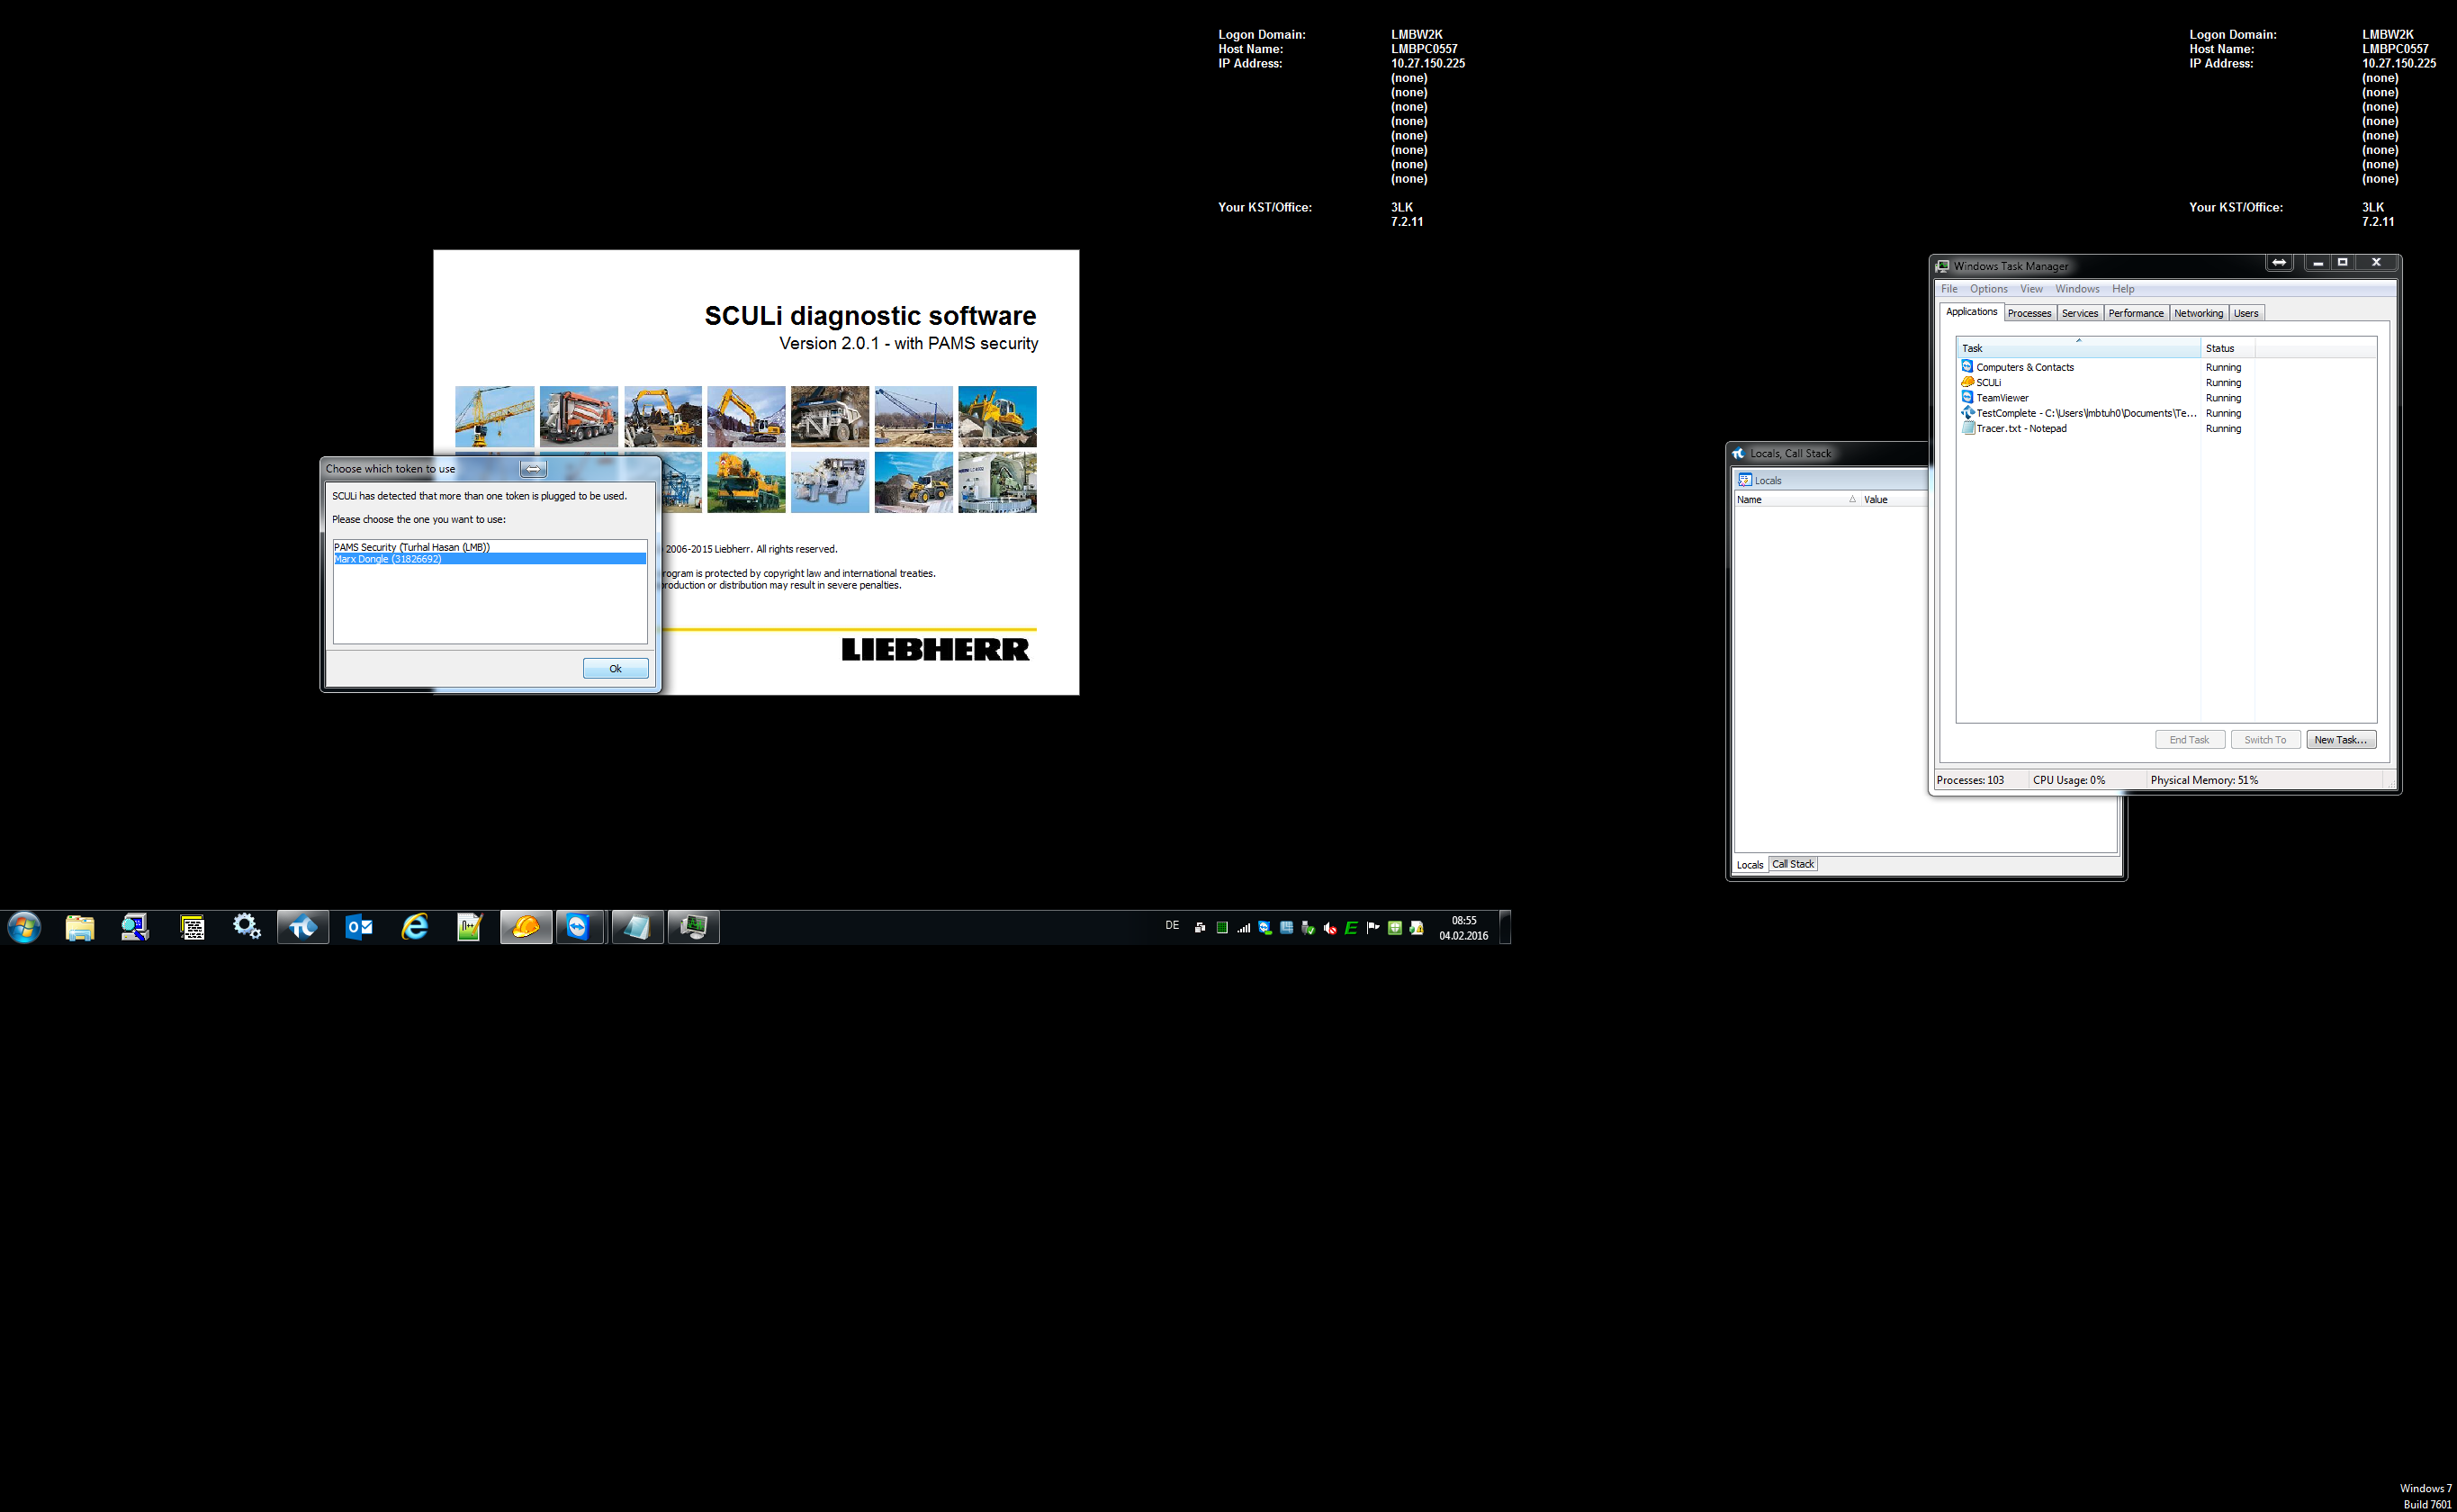 Logon Domain: LMBW2K
Host Name: LMBPC0557
IP Address: 10.27.150.225
(none)
(none)
(none)
(none)
(none)
(none)
(none)
(none)
Your KST/Office: 3LK
7.2.11
Logon Domain: LMBW2K
Host Name: LMBPC0557
IP Address: 10.27.150.225
(none)
(none)
(none)
(none)
(none)
(none)
(none)
(none)
Your KST/Office: 3LK
7.2.11
SCULi diagnostic software
Version 2.0.1 - with PAMS security
2006-2015 Liebherr. All rights reserved.
rogram is protected by copyright law and international treaties.
roduction or distribution may result in severe penalties.
LIEBHERR
Choose which token to use
SCULi has detected that more than one token is plugged to be used.
Please choose the one you want to use:
PAMS Security (Turhal Hasan (LMB))
Marx Dongle (31826692)
Ok
Locals, Call Stack
Locals
Name Value
Locals Call Stack
Windows Task Manager
File Options View Windows Help
Applications Processes Services Performance Networking Users
Task Status
Computers & Contacts Running
SCULi Running
TeamViewer Running
TestComplete - C:\Users\lmbtuh0\Documents\Te... Running
Tracer.txt - Notepad Running
End Task Switch To New Task...
Processes: 103 CPU Usage: 0% Physical Memory: 51%
DE
08:55
04.02.2016
Windows 7
Build 7601